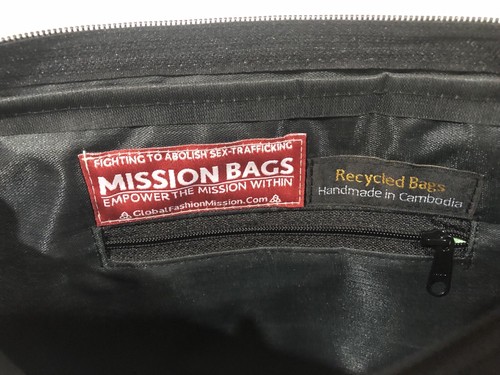 FIGHTING TO ABOLISH SEX-TRAFFICKING
MISSION BAGS
EMPOWER THE MISSION WITHIN
GlobalFashionMission.Com
Recycled Bags
Handmade in Cambodia